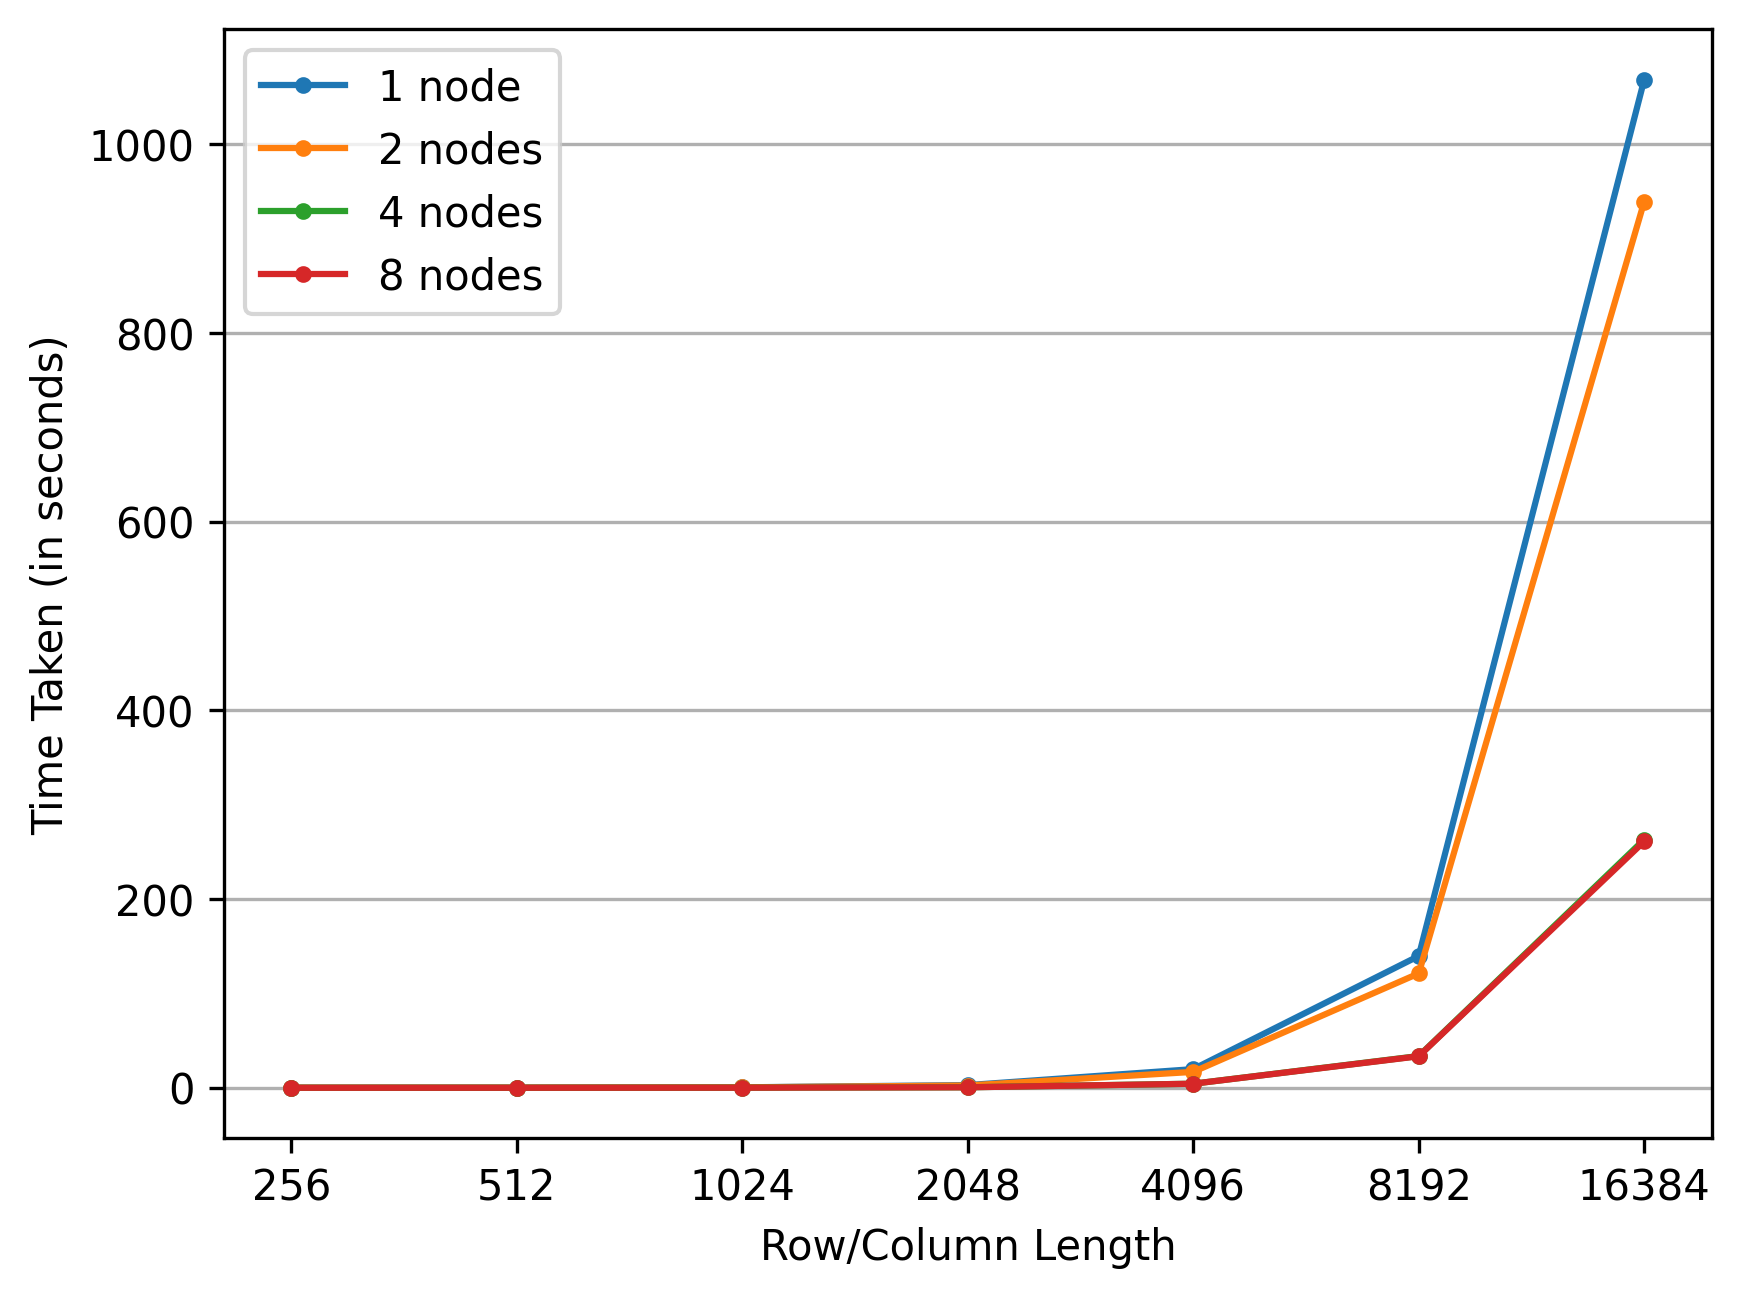 1 node
2 nodes
4 nodes
8 nodes
1000
800
600
400
200
0
Time Taken (in seconds)
256 512 1024 2048 4096 8192 16384
Row/Column Length